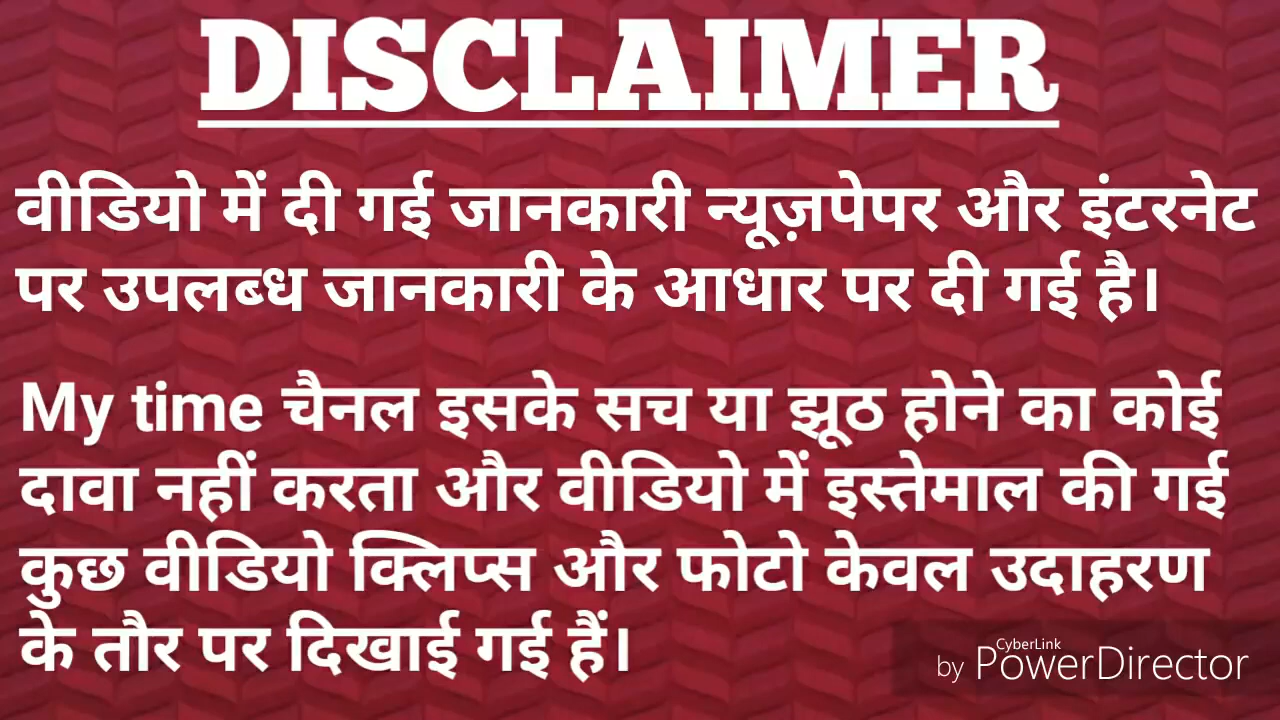 DISCLAIMER
वीडियो में दी गई जानकारी न्यूज़पेपर और इंटरनेट
पर उपलब्ध जानकारी के आधार पर दी गई है।
My time चैनल इसके सच या झूठ होने का कोई
दावा नहीं करता और वीडियो में इस्तेमाल की गई
कुछ वीडियो क्लिप्स और फोटो केवल उदाहरण
के तौर पर दिखाई गई हैं।
CyberLink
by PowerDirector